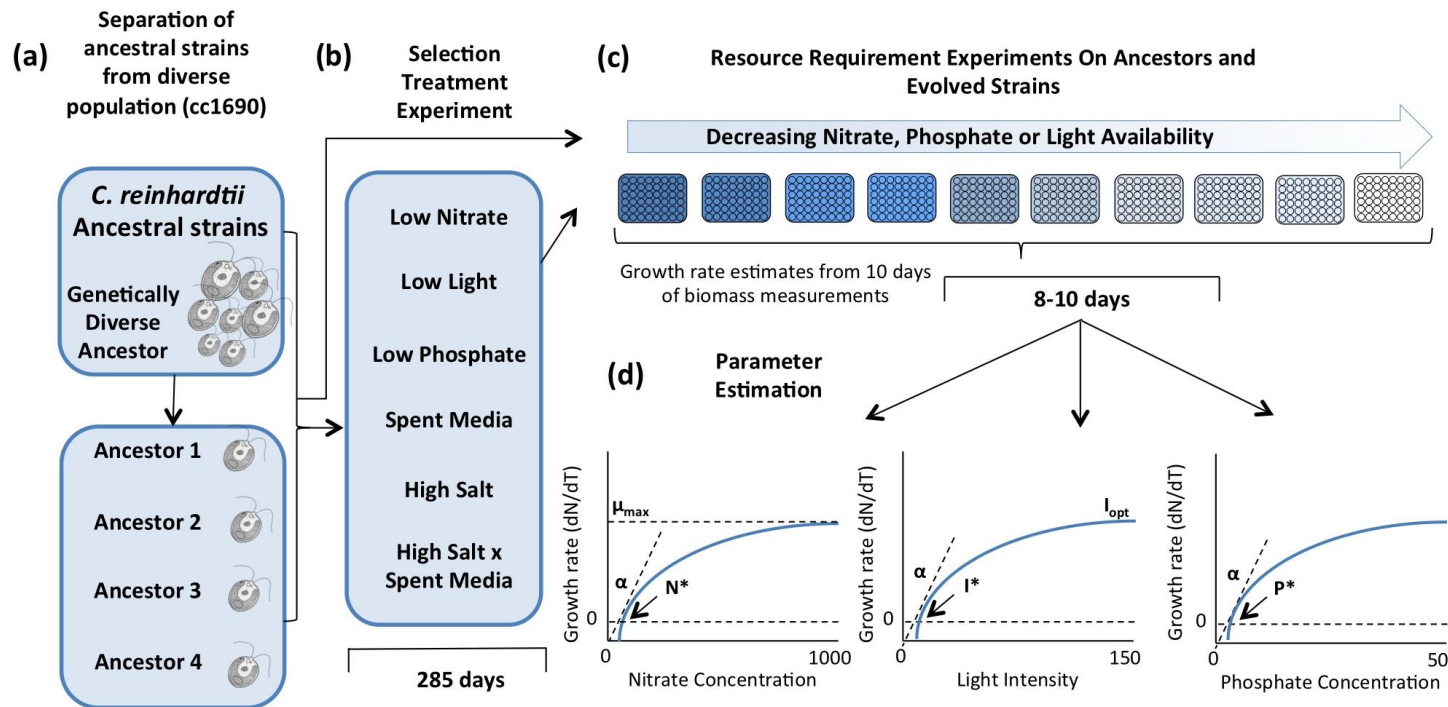 (a)
Separation of
ancestral strains
from diverse
population (cc1690)
C. reinhardtii
Ancestral strains
Genetically
Diverse
Ancestor
Ancestor 1
Ancestor 2
Ancestor 3
Ancestor 4
(b)
Selection
Treatment
Experiment
Low Nitrate
Low Light
Low Phosphate
Spent Media
High Salt
High Salt x
Spent Media
285 days
(c)
Resource Requirement Experiments On Ancestors and
Evolved Strains
Decreasing Nitrate, Phosphate or Light Availability
Growth rate estimates from 10 days
of biomass measurements
8-10 days
(d)
Parameter
Estimation
Growth rate (dN/dT)
μmax
α
N*
0
0
1000
Nitrate Concentration
Growth rate (dN/dT)
Iopt
α
I*
0
0
150
Light Intensity
Growth rate (dN/dT)
α
P*
0
0
50
Phosphate Concentration